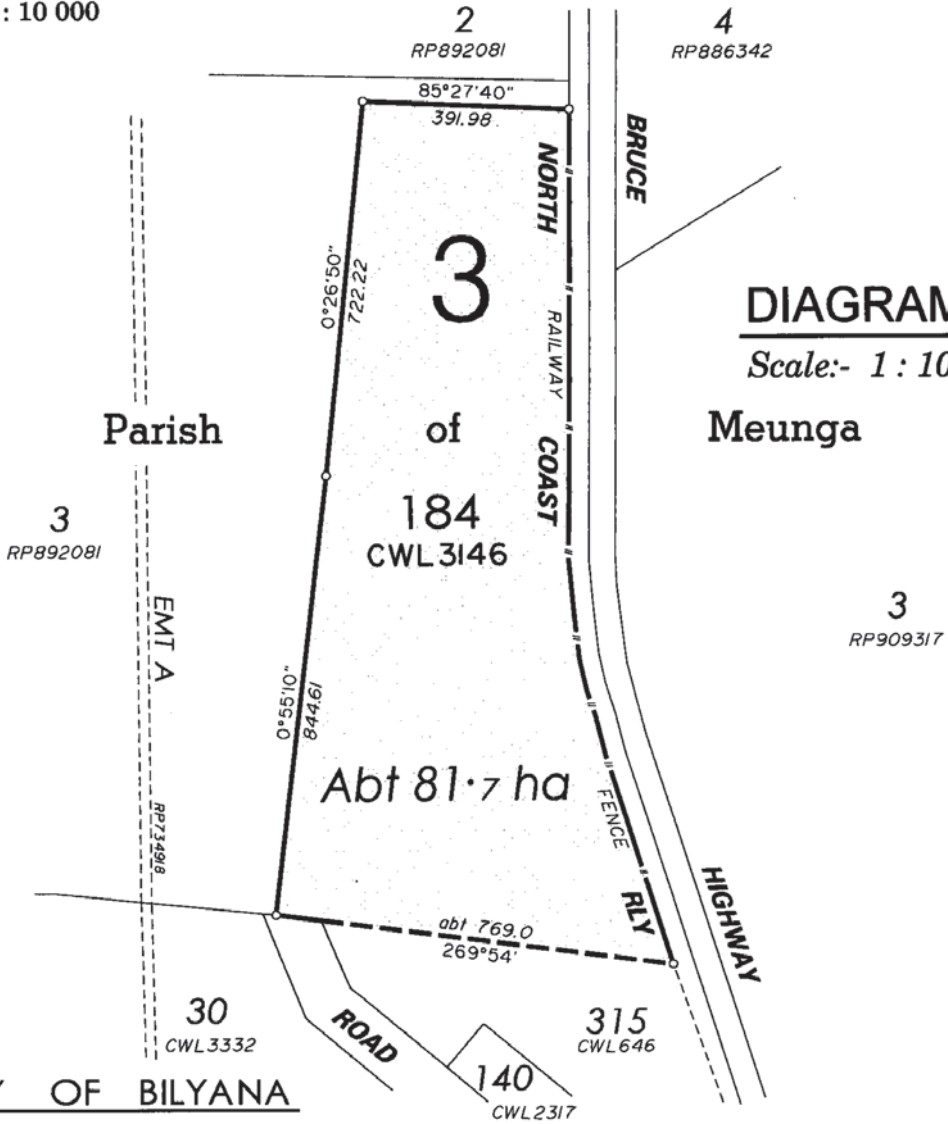 : 10 000
2
RP892081
4
RP886342
85°27'40"
391.98
BRUCE
NORTH
3
0°26'50"
722.22
RAILWAY
DIAGRAM
Scale:- 1 : 10
Parish of Meunga
COAST
184
CWL3146
3
RP892081
EMT A
3
RP909317
0°55'10"
844.61
Abt 81·7 ha
FENCE
RP734918
RLY
HIGHWAY
abt 769.0
269°54'
30
CWL3332
ROAD
315
CWL646
140
CWL2317
OF BILYANA